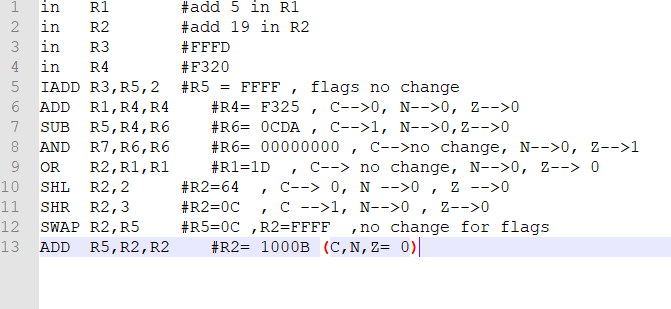 1 in R1 #add 5 in R1
2 in R2 #add 19 in R2
3 in R3 #FFFD
4 in R4 #F320
5 IADD R3,R5,2 #R5 = FFFF , flags no change
6 ADD R1,R4,R4 #R4= F325 , C-->0, N-->0, Z-->0
7 SUB R5,R4,R6 #R6= 0CDA , C-->1, N-->0,Z-->0
8 AND R7,R6,R6 #R6= 00000000 , C-->no change, N-->0, Z-->1
9 OR R2,R1,R1 #R1=1D , C--> no change, N-->0, Z--> 0
10 SHL R2,2 #R2=64 , C--> 0, N -->0 , Z -->0
11 SHR R2,3 #R2=0C , C -->1, N-->0 , Z-->0
12 SWAP R2,R5 #R5=0C ,R2=FFFF ,no change for flags
13 ADD R5,R2,R2 #R2= 1000B (C,N,Z= 0)